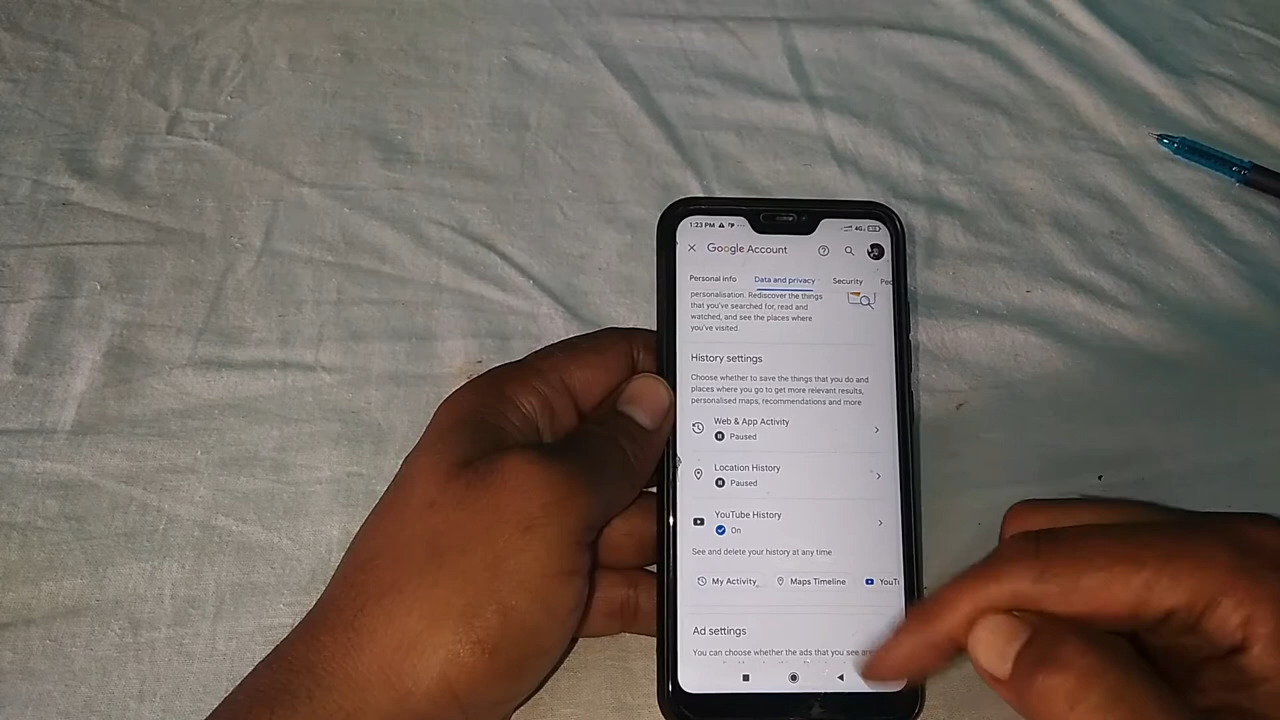 1:23 PM
4G
Google Account
Personal info Data and privacy Security
personalisation. Rediscover the things
that you've searched for, read and
watched, and see the places where
you've visited.
History settings
Choose whether to save the things that you do and
places where you go to get more relevant results,
personalised maps, recommendations and more
Web & App Activity
Paused
Location History
Paused
YouTube History
On
See and delete your history at any time
My Activity Maps Timeline
Ad settings
You can choose whether the ads that you see